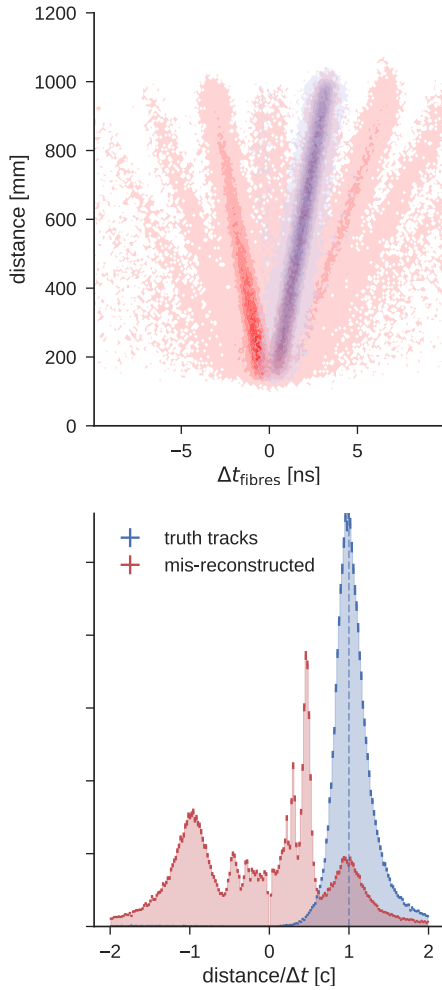 1200
1000
800
600
400
200
0
distance [mm]
−5 0 5
Δt_fibres [ns]
truth tracks
mis-reconstructed
−2 −1 0 1 2
distance/Δt [c]